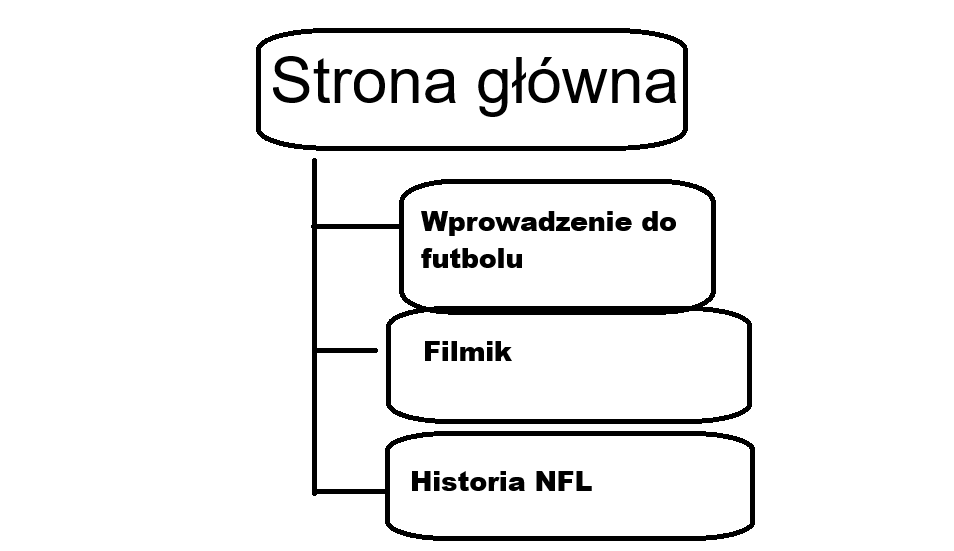 Strona główna
Wprowadzenie do
futbolu
Filmik
Historia NFL